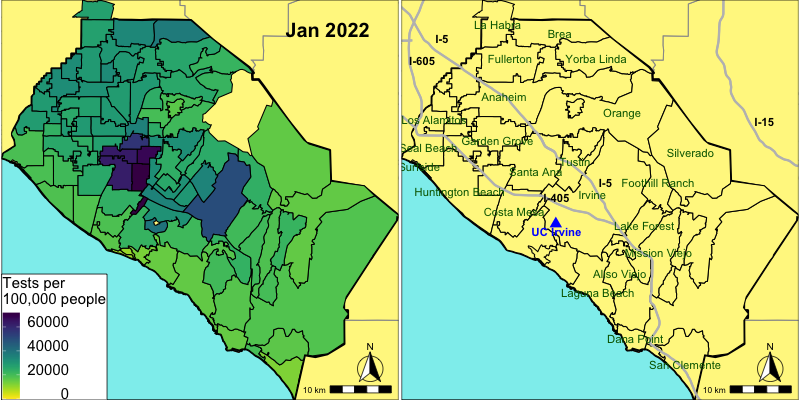 Jan 2022
Tests per
100,000 people
60000
40000
20000
0
N
10 km
La Habra
Brea
I-5
Fullerton
Yorba Linda
I-605
Anaheim
Orange
Los Alamitos
I-15
Garden Grove
Seal Beach
Silverado
Tustin
Sunside
Santa Ana
I-5
Foothill Ranch
Huntington Beach
Irvine
I-405
Costa Mesa
Lake Forest
UC Irvine
Mission Viejo
Aliso Viejo
Laguna Beach
Dana Point
San Clemente
N
10 km